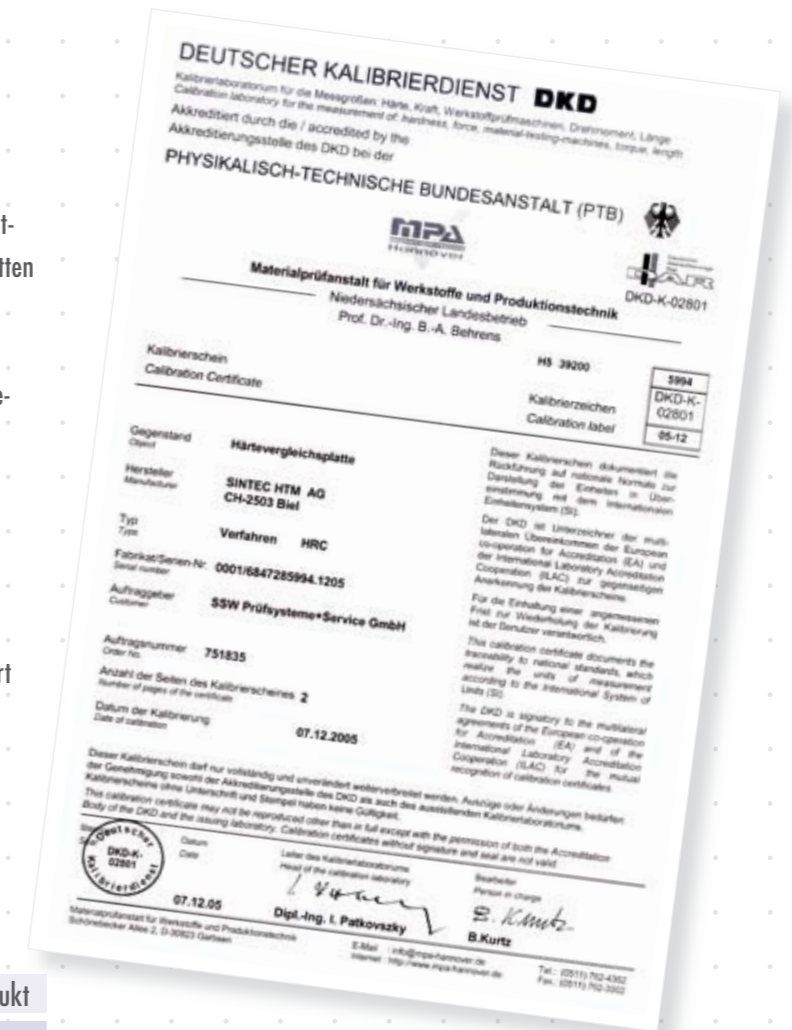 t-
tten
e-
rt
ukt
DEUTSCHER KALIBRIERDIENST DKD
Kalibrierlaboratorium für die Messgrößen: Härte, Kraft, Werkstoffprüfmaschinen, Drehmoment, Länge
Calibration laboratory for the measurement of: hardness, force, material-testing-machines, torque, length
Akkreditiert durch die / accredited by the
Akkreditierungsstelle des DKD bei der
PHYSIKALISCH-TECHNISCHE BUNDESANSTALT (PTB)
MPA
Hannover
DKD-K-02801
Materialprüfanstalt für Werkstoffe und Produktionstechnik
Niedersächsischer Landesbetrieb
Prof. Dr.-Ing. B.-A. Behrens
H5 39200
Kalibrierschein
Calibration Certificate
Kalibrierzeichen
Calibration label
5994
DKD-K-
02801
05-12
Gegenstand
Object
Härtevergleichsplatte
Hersteller
Manufacturer
SINTEC HTM AG
CH-2503 Biel
Typ
Type
Verfahren HRC
Fabrikat/Serien-Nr.
Serial number
0001/6847285994.1205
Auftraggeber
Customer
SSW Prüfsysteme+Service GmbH
Auftragsnummer
Order No.
751835
Anzahl der Seiten des Kalibrierscheines 2
Number of pages of the certificate
Datum der Kalibrierung
Date of calibration
07.12.2005
Dieser Kalibrierschein dokumentiert die
Rückführung auf nationale Normale zur
Darstellung der Einheiten in Über-
einstimmung mit dem Internationalen
Einheitensystem (SI).
Der DKD ist Unterzeichner der multi-
lateralen Übereinkommen der European
co-operation for Accreditation (EA) und
der International Laboratory Accreditation
Cooperation (ILAC) zur gegenseitigen
Anerkennung der Kalibrierscheine.
Für die Einhaltung einer angemessenen
Frist zur Wiederholung der Kalibrierung
ist der Benutzer verantwortlich.
This calibration certificate documents the
traceability to national standards, which
realize the units of measurement
according to the International System of
Units (SI).
The DKD is signatory to the multilateral
agreements of the European co-operation
for Accreditation (EA) and of the
International Laboratory Accreditation
Cooperation (ILAC) for the mutual
recognition of calibration certificates.
Dieser Kalibrierschein darf nur vollständig und unverändert weiterverbreitet werden. Auszüge oder Änderungen bedürfen
der Genehmigung sowohl der Akkreditierungsstelle des DKD als auch des ausstellenden Kalibrierlaboratoriums.
Kalibrierscheine ohne Unterschrift und Stempel haben keine Gültigkeit.
This calibration certificate may not be reproduced other than in full except with the permission of both the Accreditation
Body of the DKD and the issuing laboratory. Calibration certificates without signature and seal are not valid.
Deutscher
DKD-K-
02801
Kalibrierdienst
Datum
Date
07.12.05
Leiter des Kalibrierlaboratoriums
Head of the calibration laboratory
Dipl.-Ing. I. Patkovszky
Bearbeiter
Person in charge
B. Kurtz
B.Kurtz
Materialprüfanstalt für Werkstoffe und Produktionstechnik
Schönebecker Allee 2, D-30823 Garbsen
E-Mail : info@mpa-hannover.de
Internet : http://www.mpa-hannover.de
Tel.: (0511) 762-4362
Fax.: (0511) 762-3002